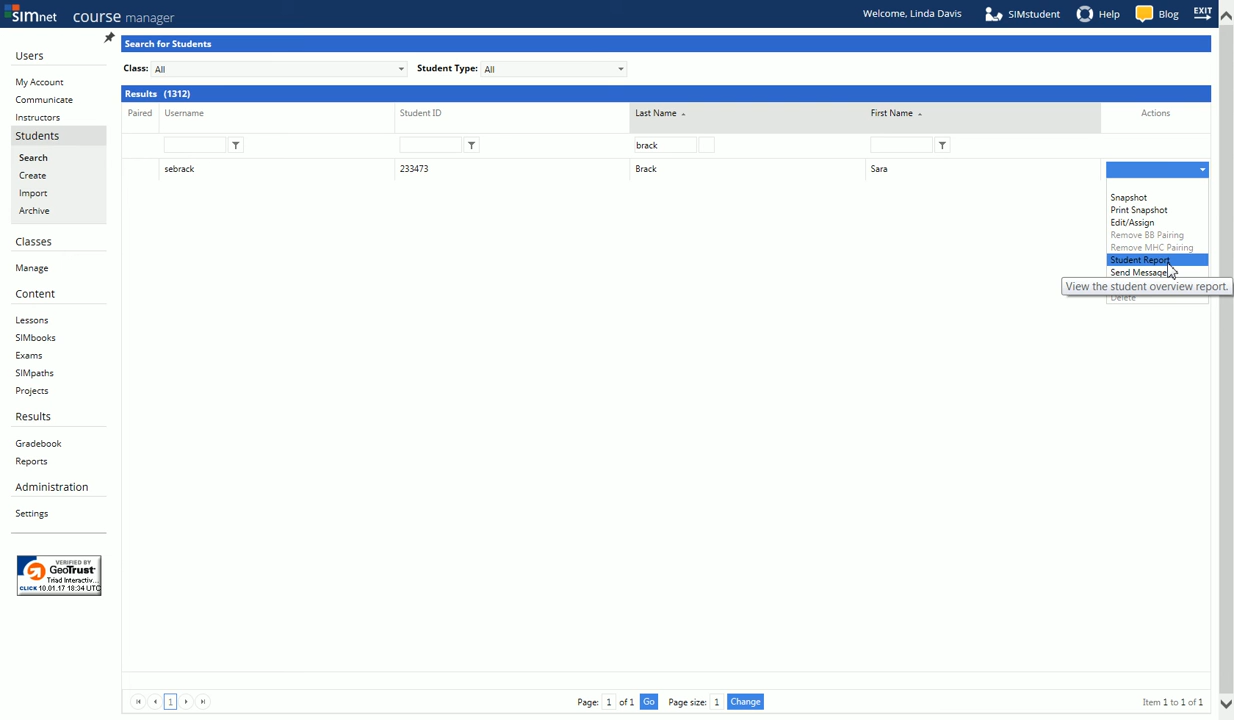 SIMnet course manager
Welcome, Linda Davis SIMstudent Help Blog EXIT
Users
My Account
Communicate
Instructors
Students
Search
Create
Import
Archive
Classes
Manage
Content
Lessons
SIMbooks
Exams
SIMpaths
Projects
Results
Gradebook
Reports
Administration
Settings
VERIFIED BY
GeoTrust
Triad Interactiv...
CLICK 10.01.17 18:34 UTC
Search for Students
Class: All Student Type: All
Results (1312)
Paired Username Student ID Last Name First Name Actions
brack
sebrack 233473 Brack Sara
Snapshot
Print Snapshot
Edit/Assign
Remove BB Pairing
Remove MHC Pairing
Student Report
Send Message
View the student overview report.
Delete
1 Page: 1 of 1 Go Page size: 1 Change Item 1 to 1 of 1